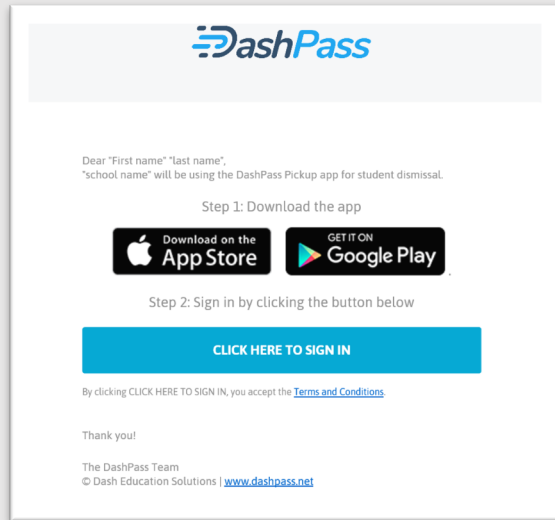 DashPass
Dear "First name" "last name",
"school name" will be using the DashPass Pickup app for student dismissal.
Step 1: Download the app
Download on the
App Store
GET IT ON
Google Play
.
Step 2: Sign in by clicking the button below
CLICK HERE TO SIGN IN
By clicking CLICK HERE TO SIGN IN, you accept the Terms and Conditions.
Thank you!
The DashPass Team
© Dash Education Solutions | www.dashpass.net